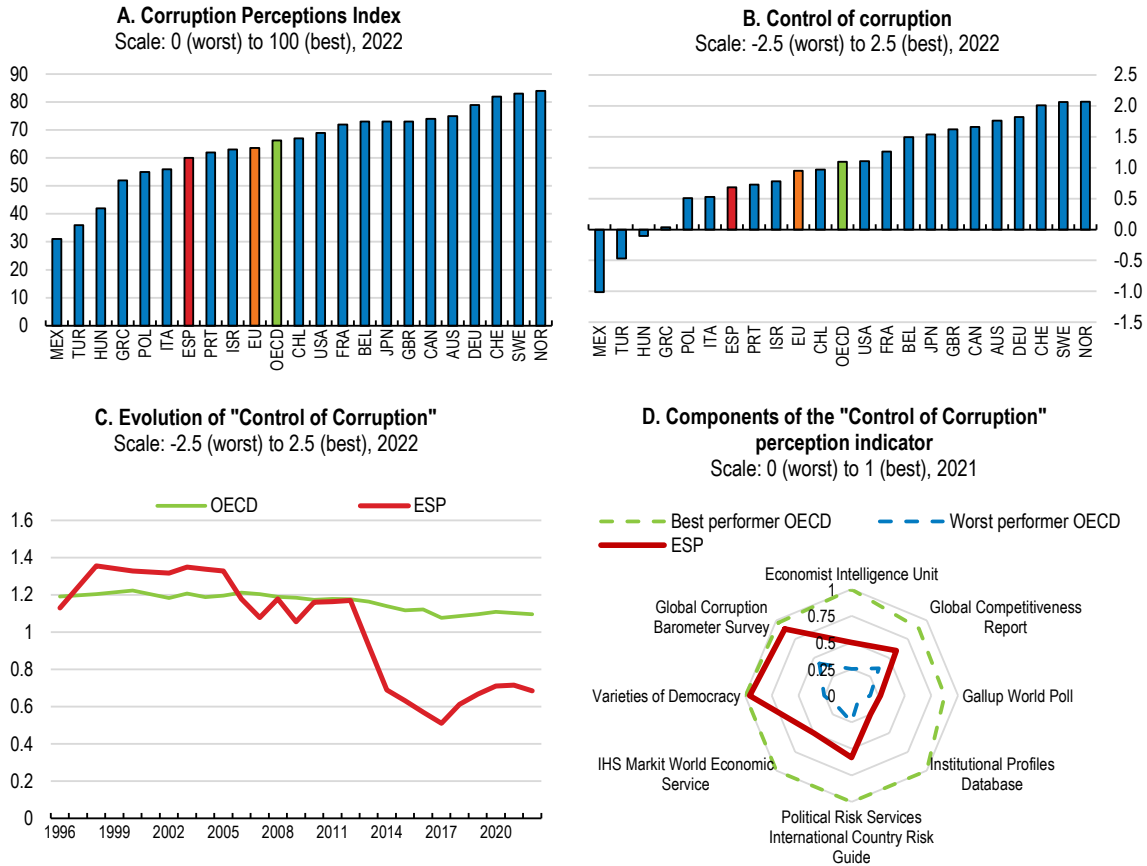 A. Corruption Perceptions Index
Scale: 0 (worst) to 100 (best), 2022
90
80
70
60
50
40
30
20
10
0
MEX
TUR
HUN
GRC
POL
ITA
ESP
PRT
ISR
EU
OECD
CHL
USA
FRA
BEL
JPN
GBR
CAN
AUS
DEU
CHE
SWE
NOR
B. Control of corruption
Scale: -2.5 (worst) to 2.5 (best), 2022
2.5
2.0
1.5
1.0
0.5
0.0
-0.5
-1.0
-1.5
MEX
TUR
HUN
GRC
POL
ITA
ESP
PRT
ISR
EU
CHL
OECD
USA
FRA
BEL
JPN
GBR
CAN
AUS
DEU
CHE
SWE
NOR
C. Evolution of "Control of Corruption"
Scale: -2.5 (worst) to 2.5 (best), 2022
OECD ESP
1.6
1.4
1.2
1.0
0.8
0.6
0.4
0.2
0
1996 1999 2002 2005 2008 2011 2014 2017 2020
D. Components of the "Control of Corruption"
perception indicator
Scale: 0 (worst) to 1 (best), 2021
Best performer OECD Worst performer OECD
ESP
Economist Intelligence Unit
Global Competitiveness
Report
Gallup World Poll
Institutional Profiles
Database
Political Risk Services
International Country Risk
Guide
IHS Markit World Economic
Service
Varieties of Democracy
Global Corruption
Barometer Survey
1
0.75
0.5
0.25
0